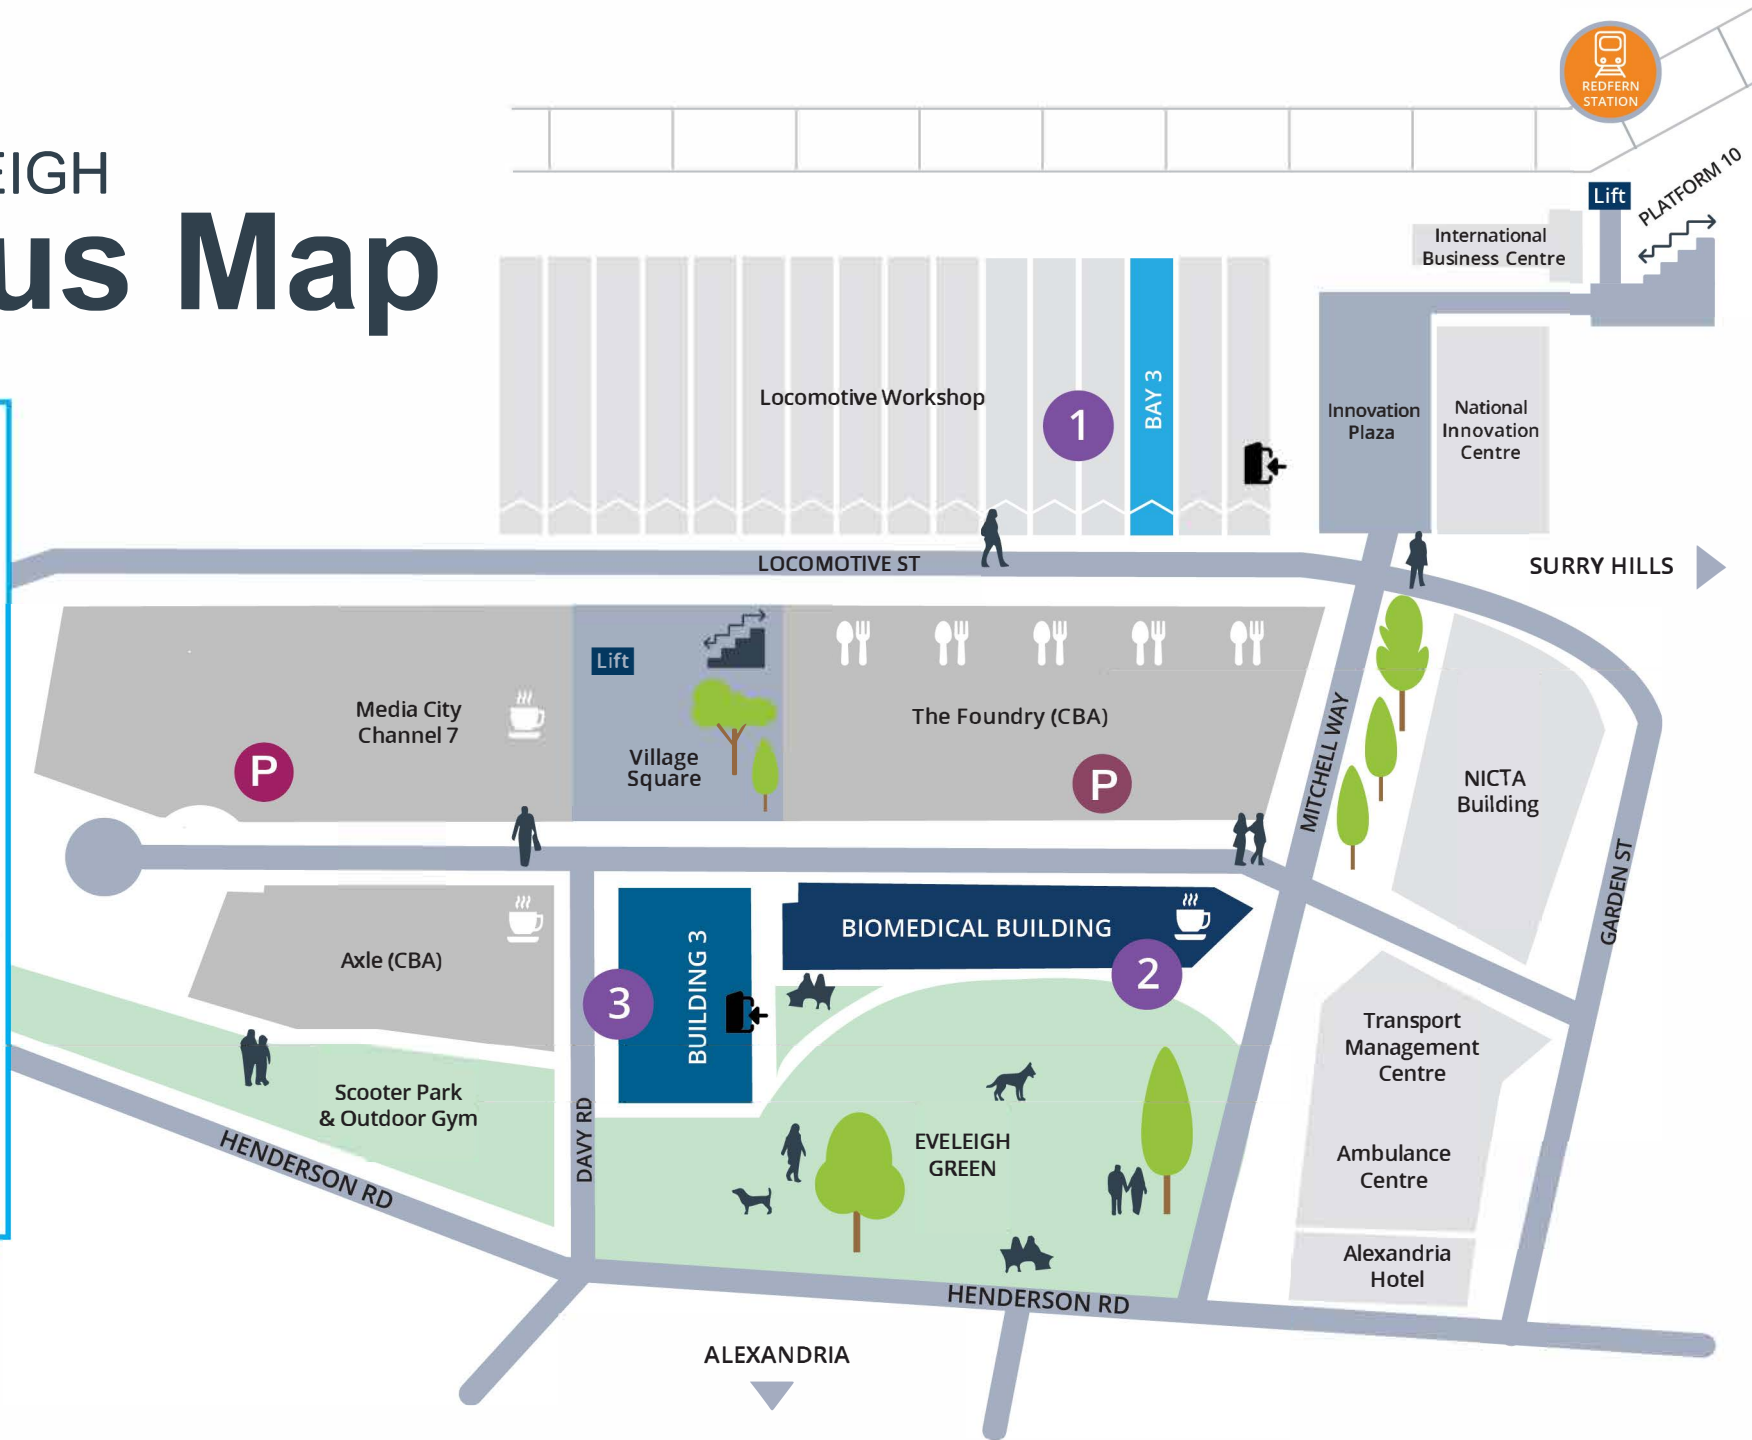 EIGH
us Map
REDFERN
STATION
PLATFORM 10
Lift
International
Business Centre
Locomotive Workshop
1
BAY 3
Innovation
Plaza
National
Innovation
Centre
LOCOMOTIVE ST
SURRY HILLS
Lift
Media City
Channel 7
P
Village
Square
The Foundry (CBA)
P
MITCHELL WAY
NICTA
Building
GARDEN ST
Axle (CBA)
3
BUILDING 3
BIOMEDICAL BUILDING
2
Transport
Management
Centre
Scooter Park
& Outdoor Gym
DAVY RD
EVELEIGH
GREEN
Ambulance
Centre
HENDERSON RD
Alexandria
Hotel
HENDERSON RD
ALEXANDRIA